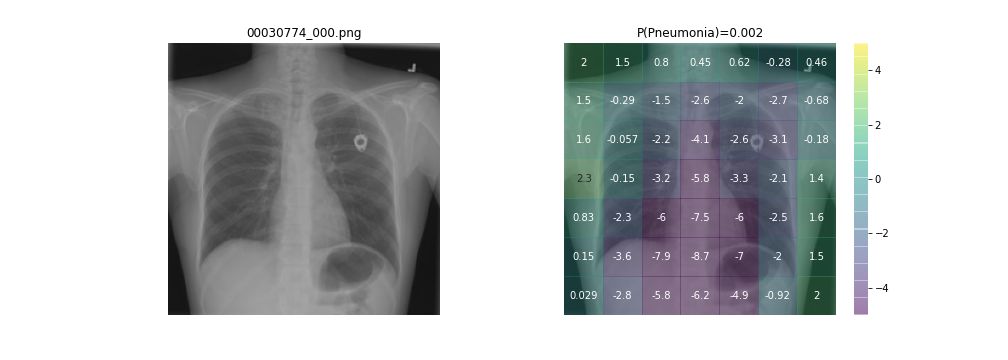 00030774_000.png
P(Pneumonia)=0.002
2 1.5 0.8 0.45 0.62 -0.28 0.46
1.5 -0.29 -1.5 -2.6 -2 -2.7 -0.68
1.6 -0.057 -2.2 -4.1 -2.6 -3.1 -0.18
2.3 -0.15 -3.2 -5.8 -3.3 -2.1 1.4
0.83 -2.3 -6 -7.5 -6 -2.5 1.6
0.15 -3.6 -7.9 -8.7 -7 -2 1.5
0.029 -2.8 -5.8 -6.2 -4.9 -0.92 2
4
2
0
−2
−4